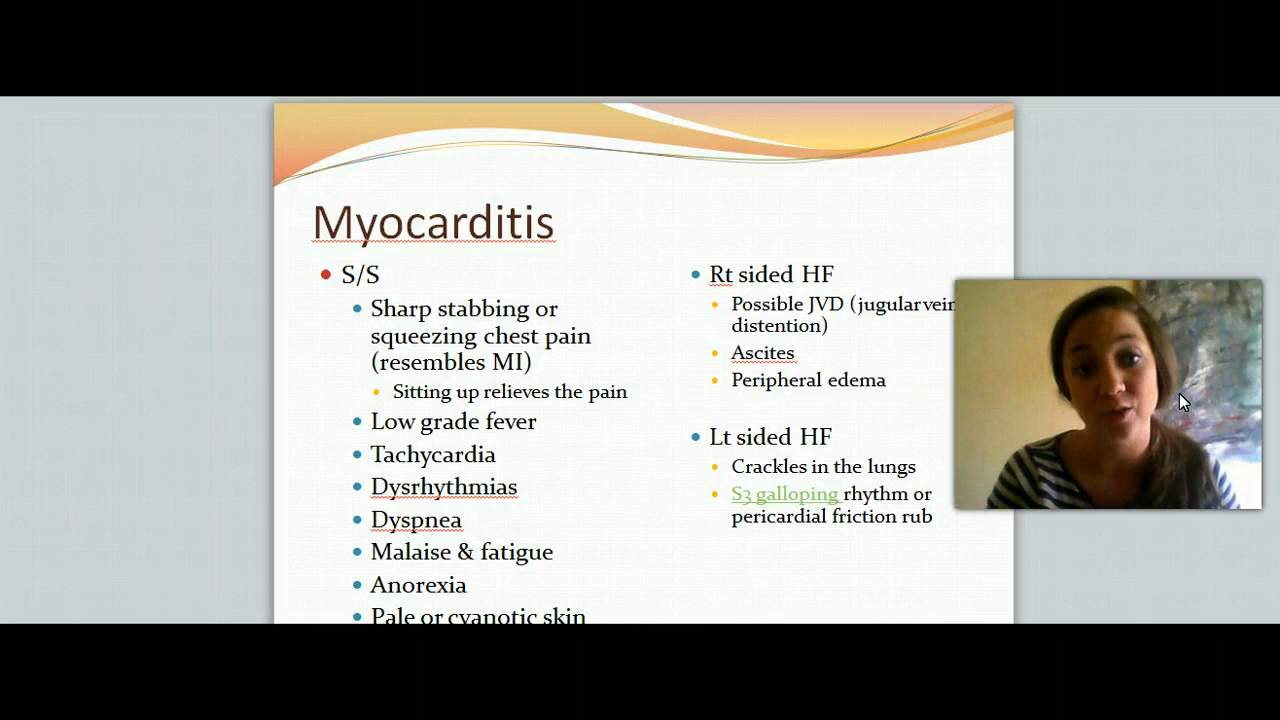 Myocarditis
S/S
Sharp stabbing or
squeezing chest pain
(resembles MI)
Sitting up relieves the pain
Low grade fever
Tachycardia
Dysrhythmias
Dyspnea
Malaise & fatigue
Anorexia
Pale or cyanotic skin
Rt sided HF
Possible JVD (jugular vein
distention)
Ascites
Peripheral edema
Lt sided HF
Crackles in the lungs
S3 galloping rhythm or
pericardial friction rub